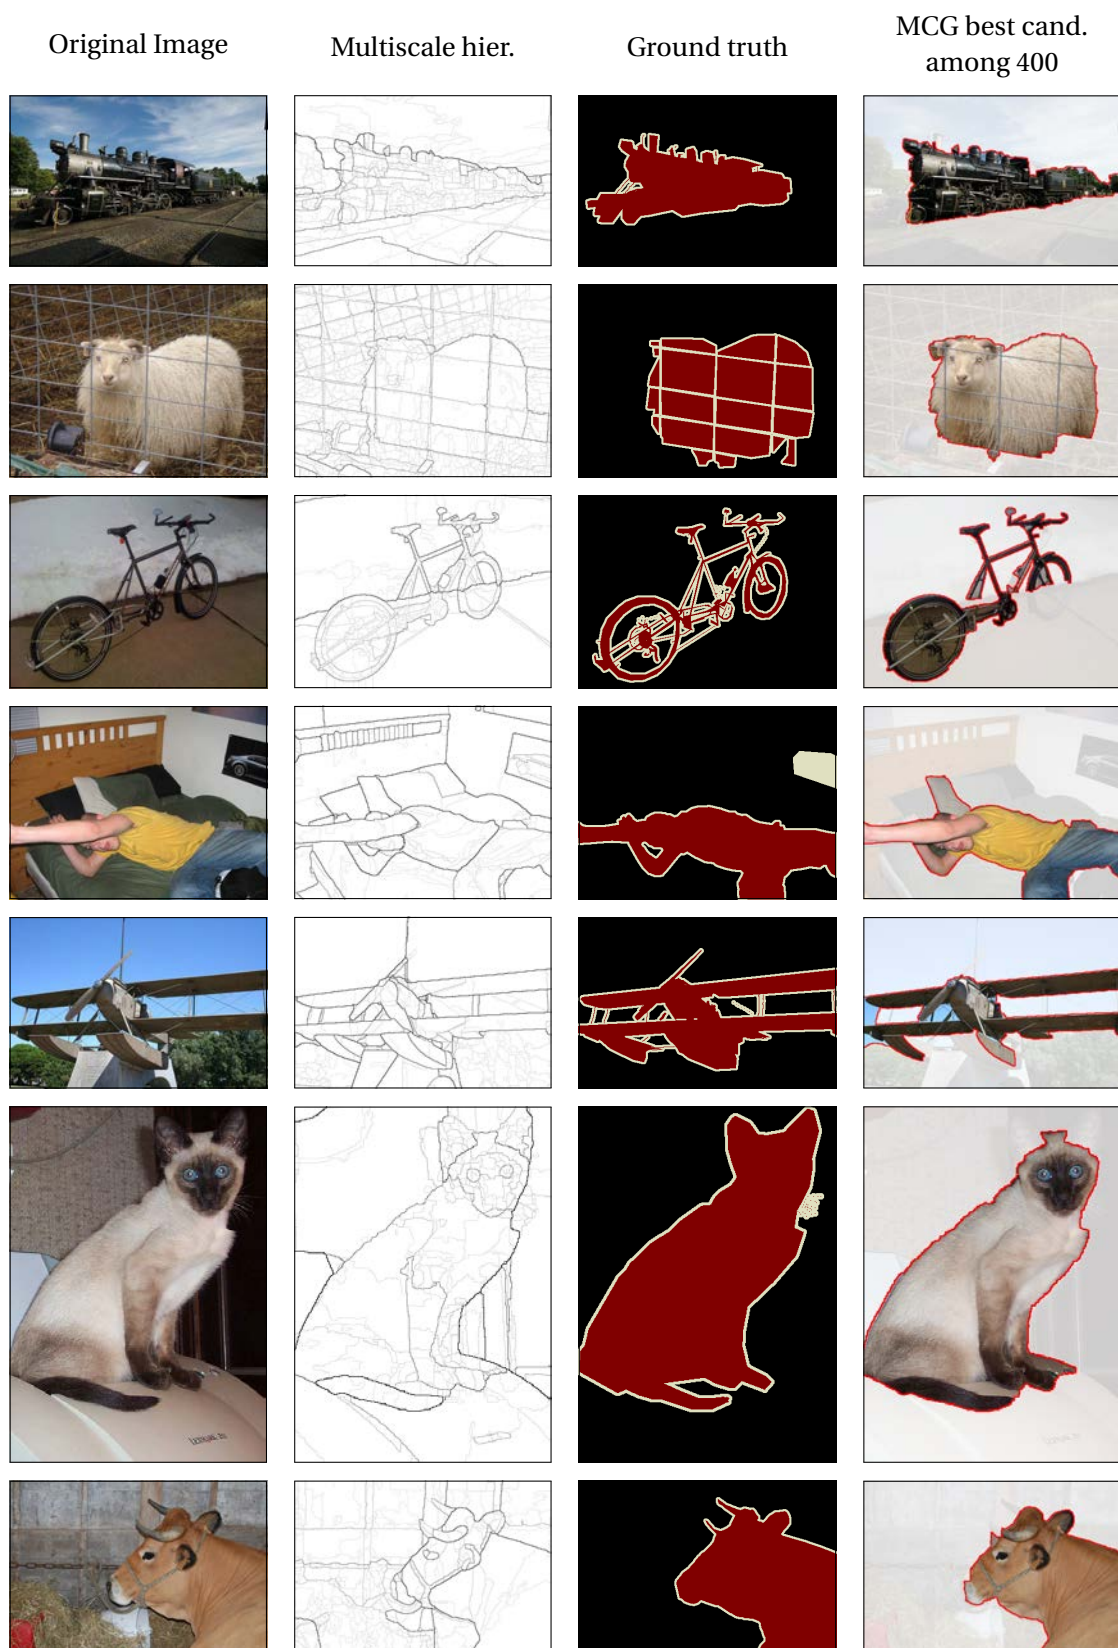 Original Image
Multiscale hier.
Ground truth
MCG best cand.
among 400